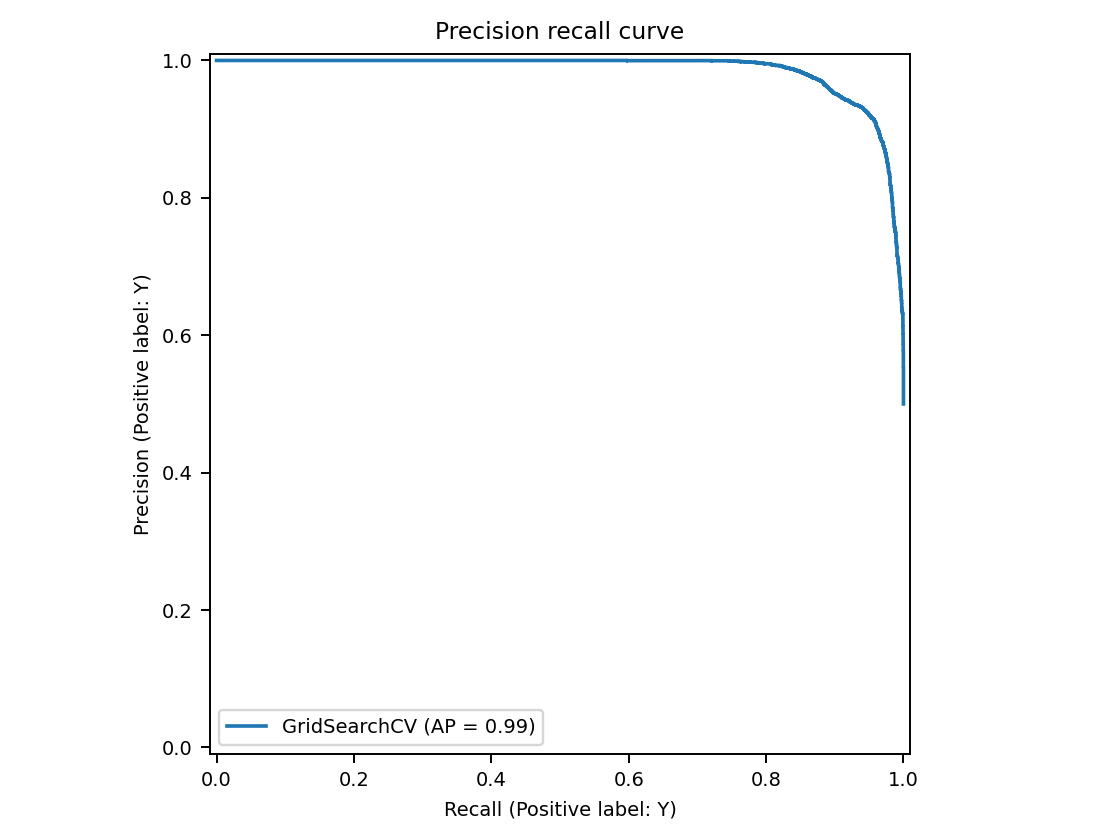 Precision recall curve
1.0
0.8
0.6
0.4
0.2
0.0
Precision (Positive label: Y)
GridSearchCV (AP = 0.99)
0.0 0.2 0.4 0.6 0.8 1.0
Recall (Positive label: Y)